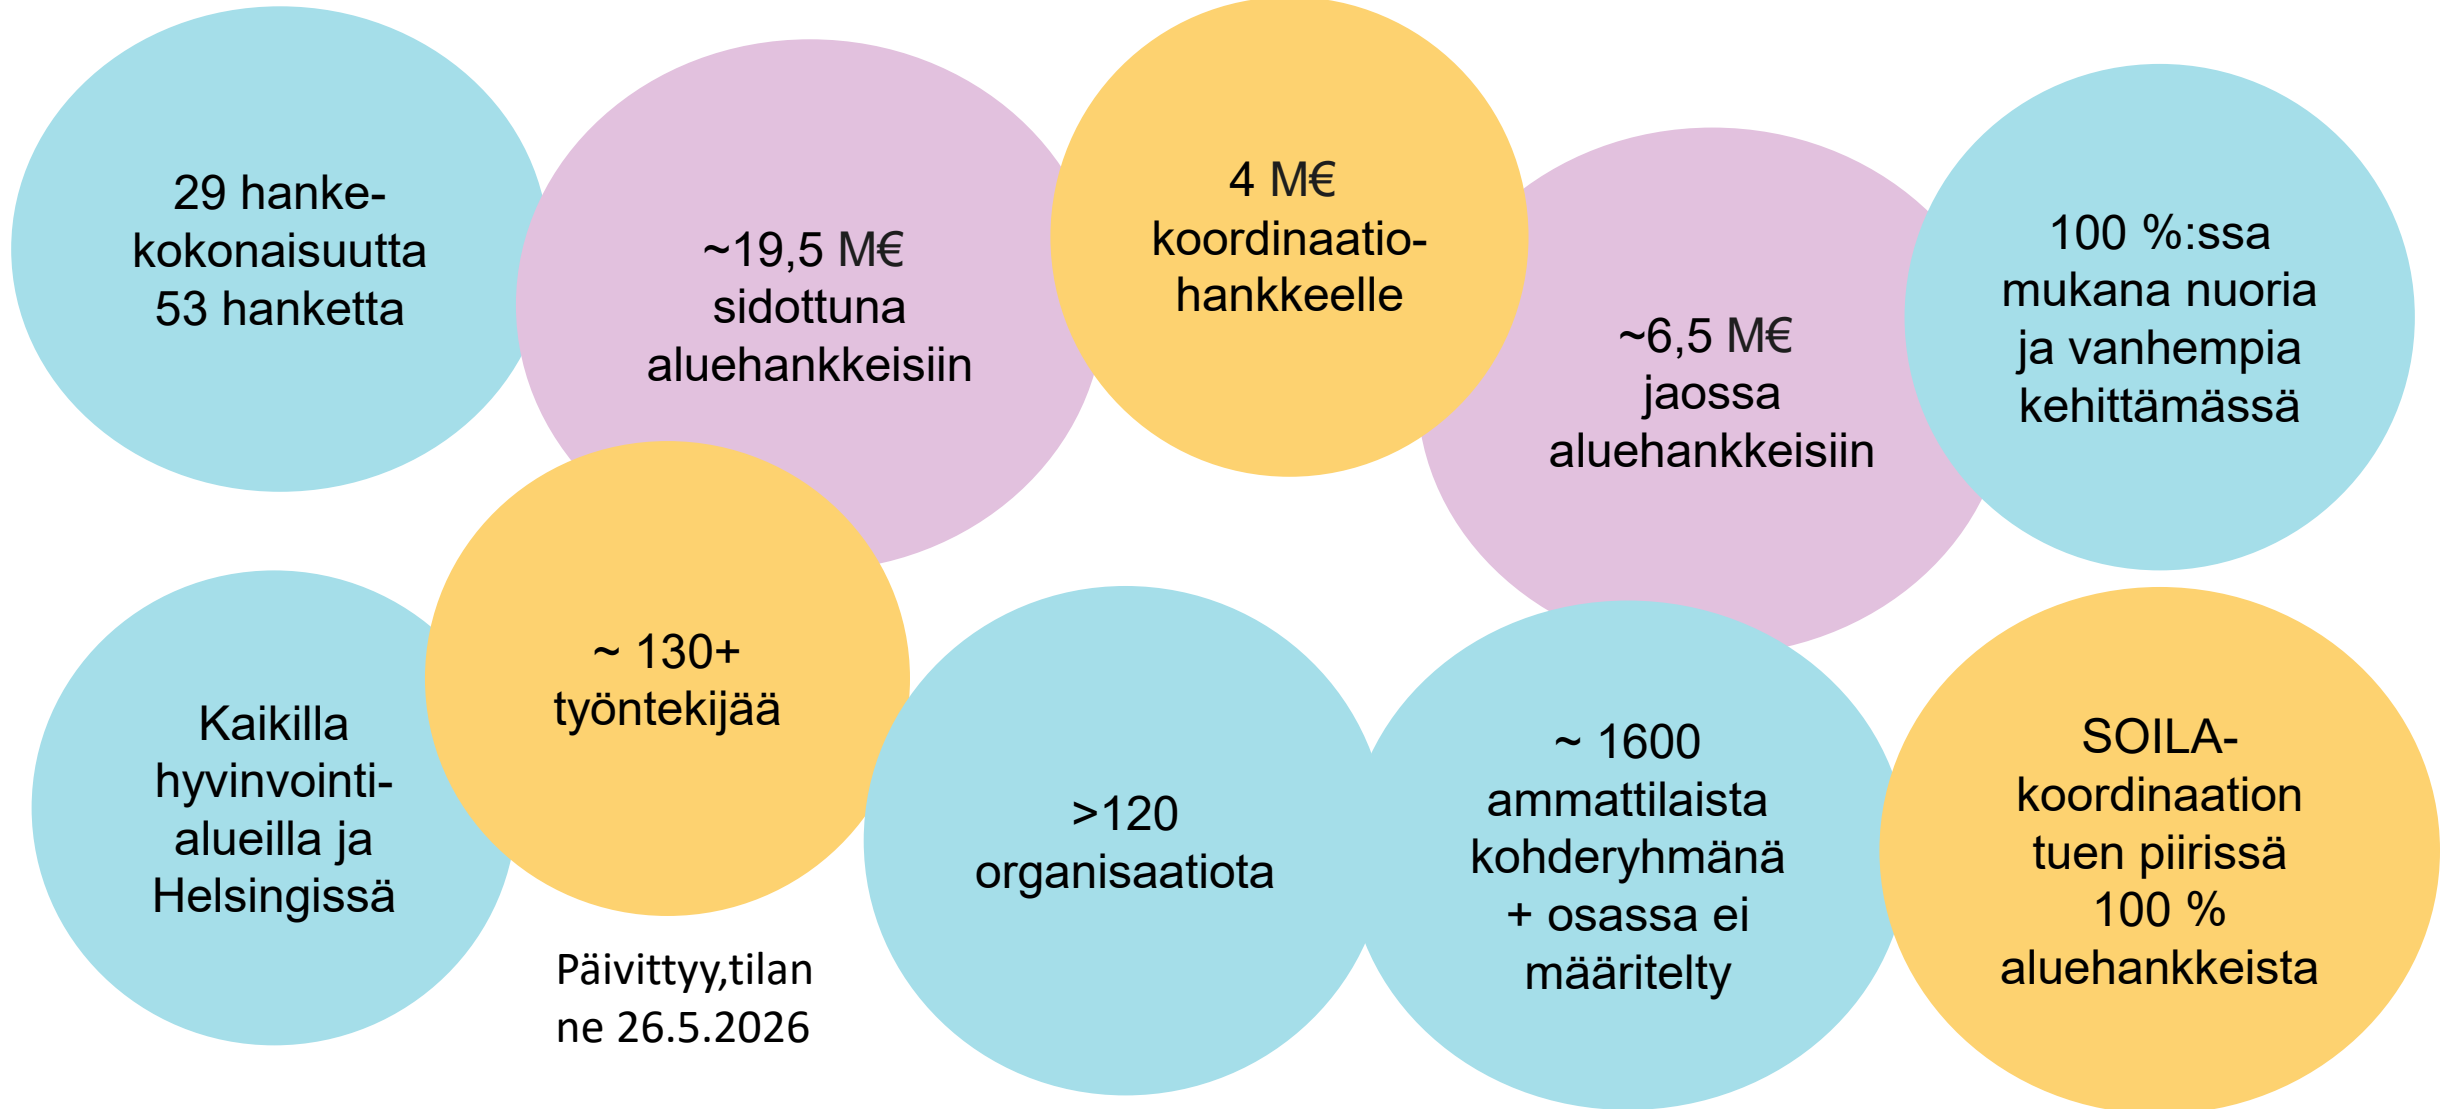 29 hanke-
kokonaisuutta
53 hanketta
~19,5 M€
sidottuna
aluehankkeisiin
4 M€
koordinaatio-
hankkeelle
~6,5 M€
jaossa
aluehankkeisiin
100 %:ssa
mukana nuoria
ja vanhempia
kehittämässä
Kaikilla
hyvinvointi-
alueilla ja
Helsingissä
~ 130+
työntekijää
>120
organisaatiota
~ 1600
ammattilaista
kohderyhmänä
+ osassa ei
määritelty
SOILA-
koordinaation
tuen piirissä
100 %
aluehankkeista
Päivittyy,tilan
ne 26.5.2026